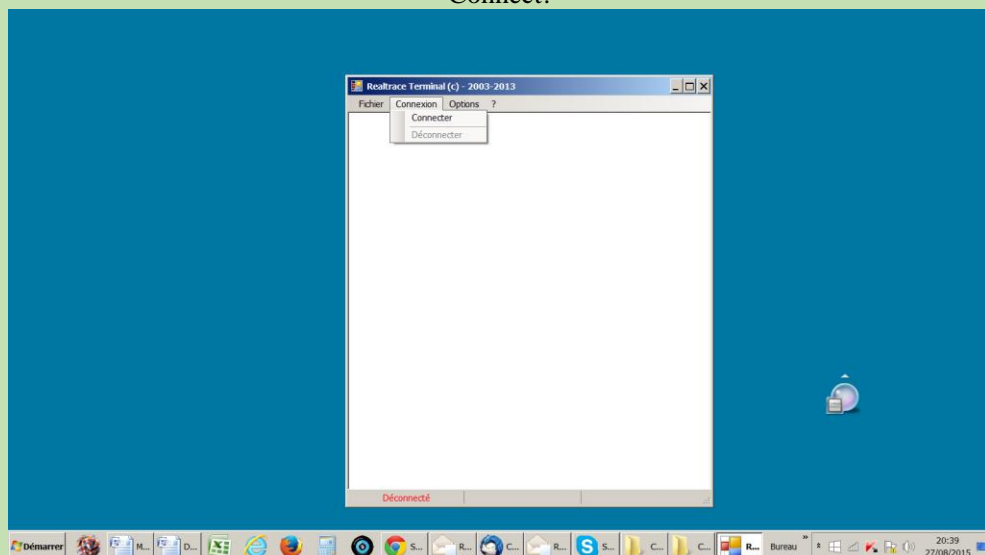 Connect:
Realtrace Terminal (c) - 2003-2013
Fichier Connexion Options ?
Connecter
Déconnecter
Déconnecté
Démarrer M... D... S... R... C... R... S... C... C... R... Bureau 20:39
27/08/2015